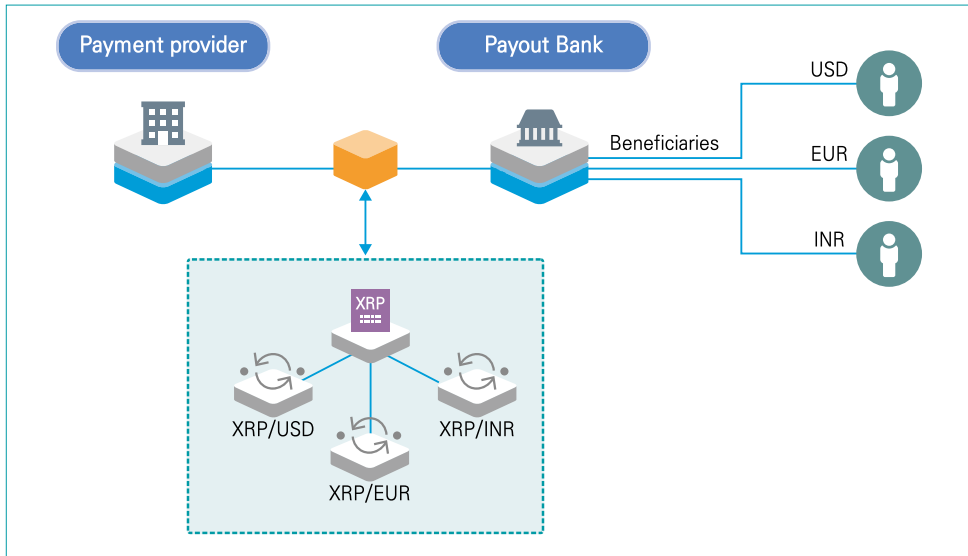 Payment provider
Payout Bank
USD
Beneficiaries
EUR
INR
XRP
XRP/USD
XRP/INR
XRP/EUR